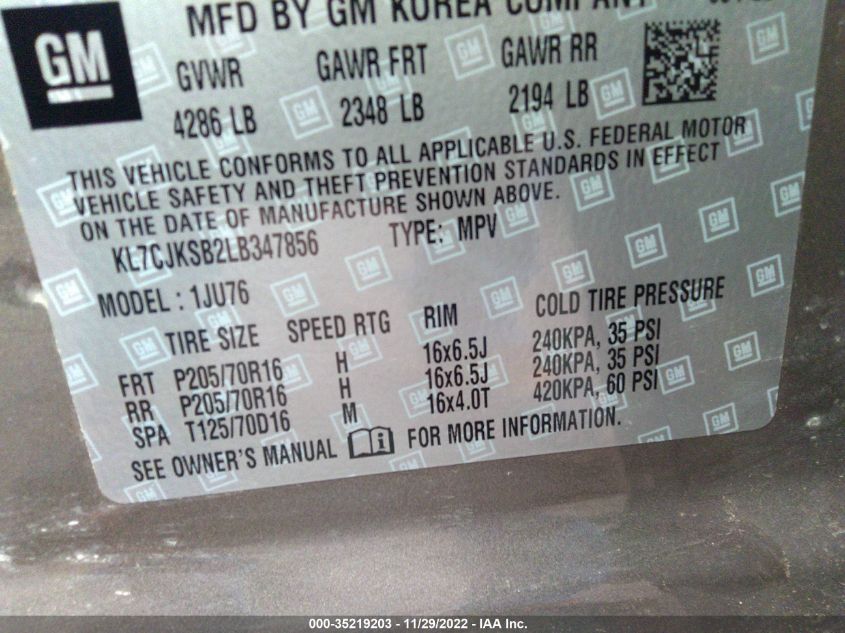 MFD BY GM KOREA COMPANY
GM
GVWR GAWR FRT GAWR RR
4286 LB 2348 LB 2194 LB
THIS VEHICLE CONFORMS TO ALL APPLICABLE U.S. FEDERAL MOTOR
VEHICLE SAFETY AND THEFT PREVENTION STANDARDS IN EFFECT
ON THE DATE OF MANUFACTURE SHOWN ABOVE.
KL7CJKSB2LB347856 TYPE: MPV
MODEL : 1JU76
TIRE SIZE SPEED RTG RIM COLD TIRE PRESSURE
FRT P205/70R16 H 16x6.5J 240KPA, 35 PSI
RR P205/70R16 H 16x6.5J 240KPA, 35 PSI
SPA T125/70D16 M 16x4.0T 420KPA, 60 PSI
SEE OWNER'S MANUAL FOR MORE INFORMATION.
000-35219203 - 11/29/2022 - IAA Inc.